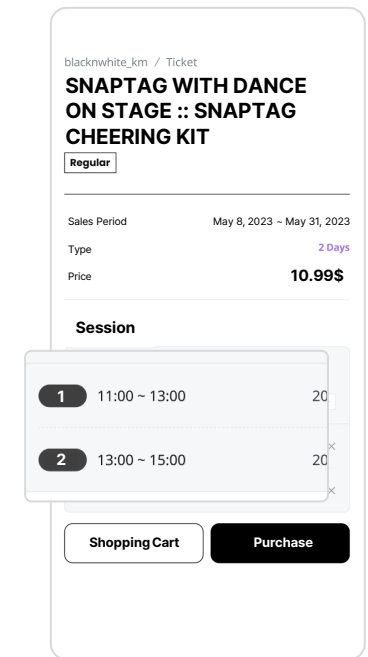 blacknwhite_km / Ticket
SNAPTAG WITH DANCE
ON STAGE :: SNAPTAG
CHEERING KIT
Regular
Sales Period May 8, 2023 ~ May 31, 2023
Type 2 Days
Price 10.99$
Session
1 11:00 ~ 13:00 20
2 13:00 ~ 15:00 20
Shopping Cart Purchase